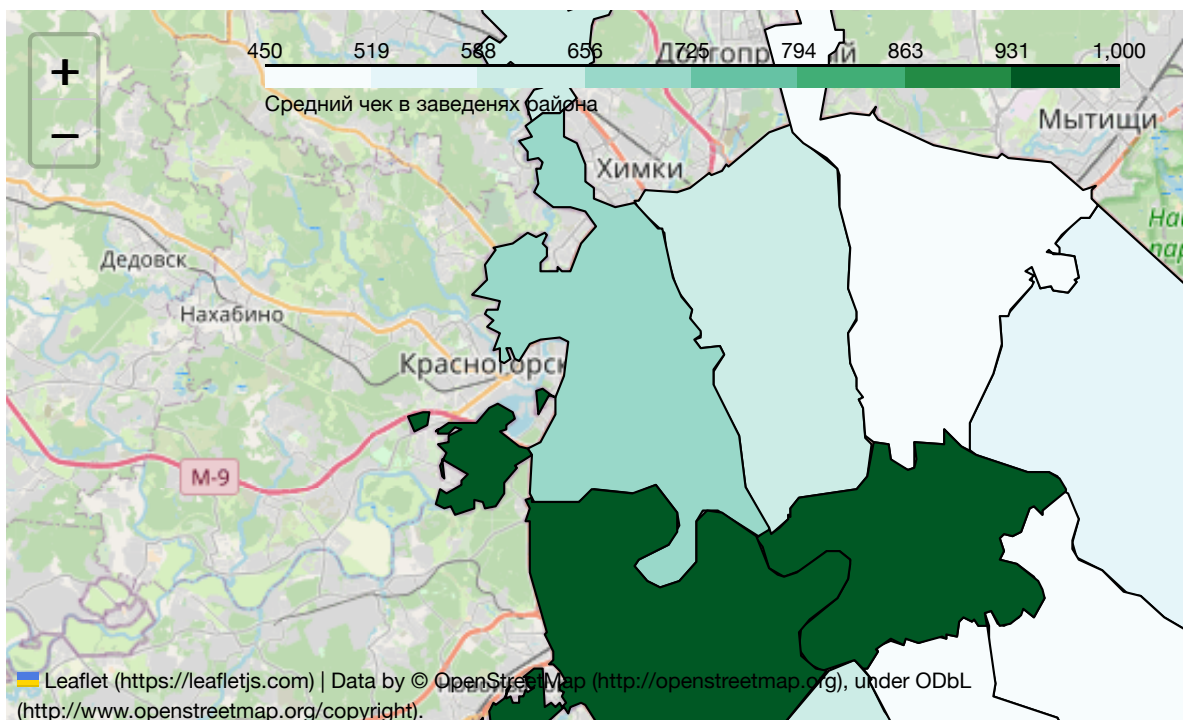 +
−
450 519 588 656 725 794 863 931 1,000
Средний чек в заведенях района
Мытищи
Химки
Дедовск
Нахабино
Красногорск
М-9
Leaflet (https://leafletjs.com) | Data by © OpenStreetMap (http://openstreetmap.org), under ODbL
(http://www.openstreetmap.org/copyright).